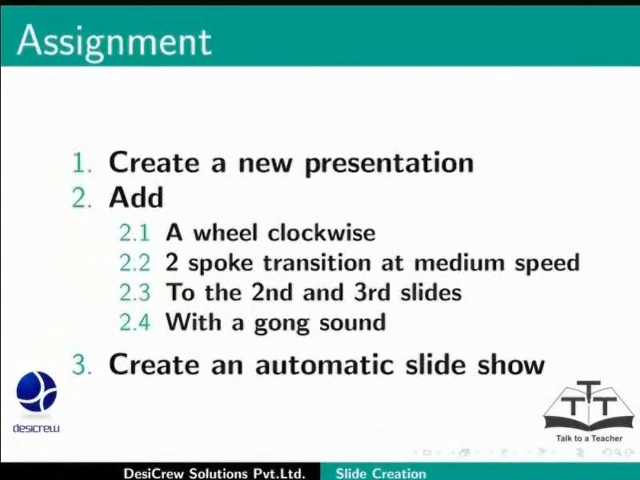 Assignment
1. Create a new presentation
2. Add
2.1 A wheel clockwise
2.2 2 spoke transition at medium speed
2.3 To the 2nd and 3rd slides
2.4 With a gong sound
3. Create an automatic slide show
desicrew
TTT
Talk to a Teacher
DesiCrew Solutions Pvt.Ltd. Slide Creation